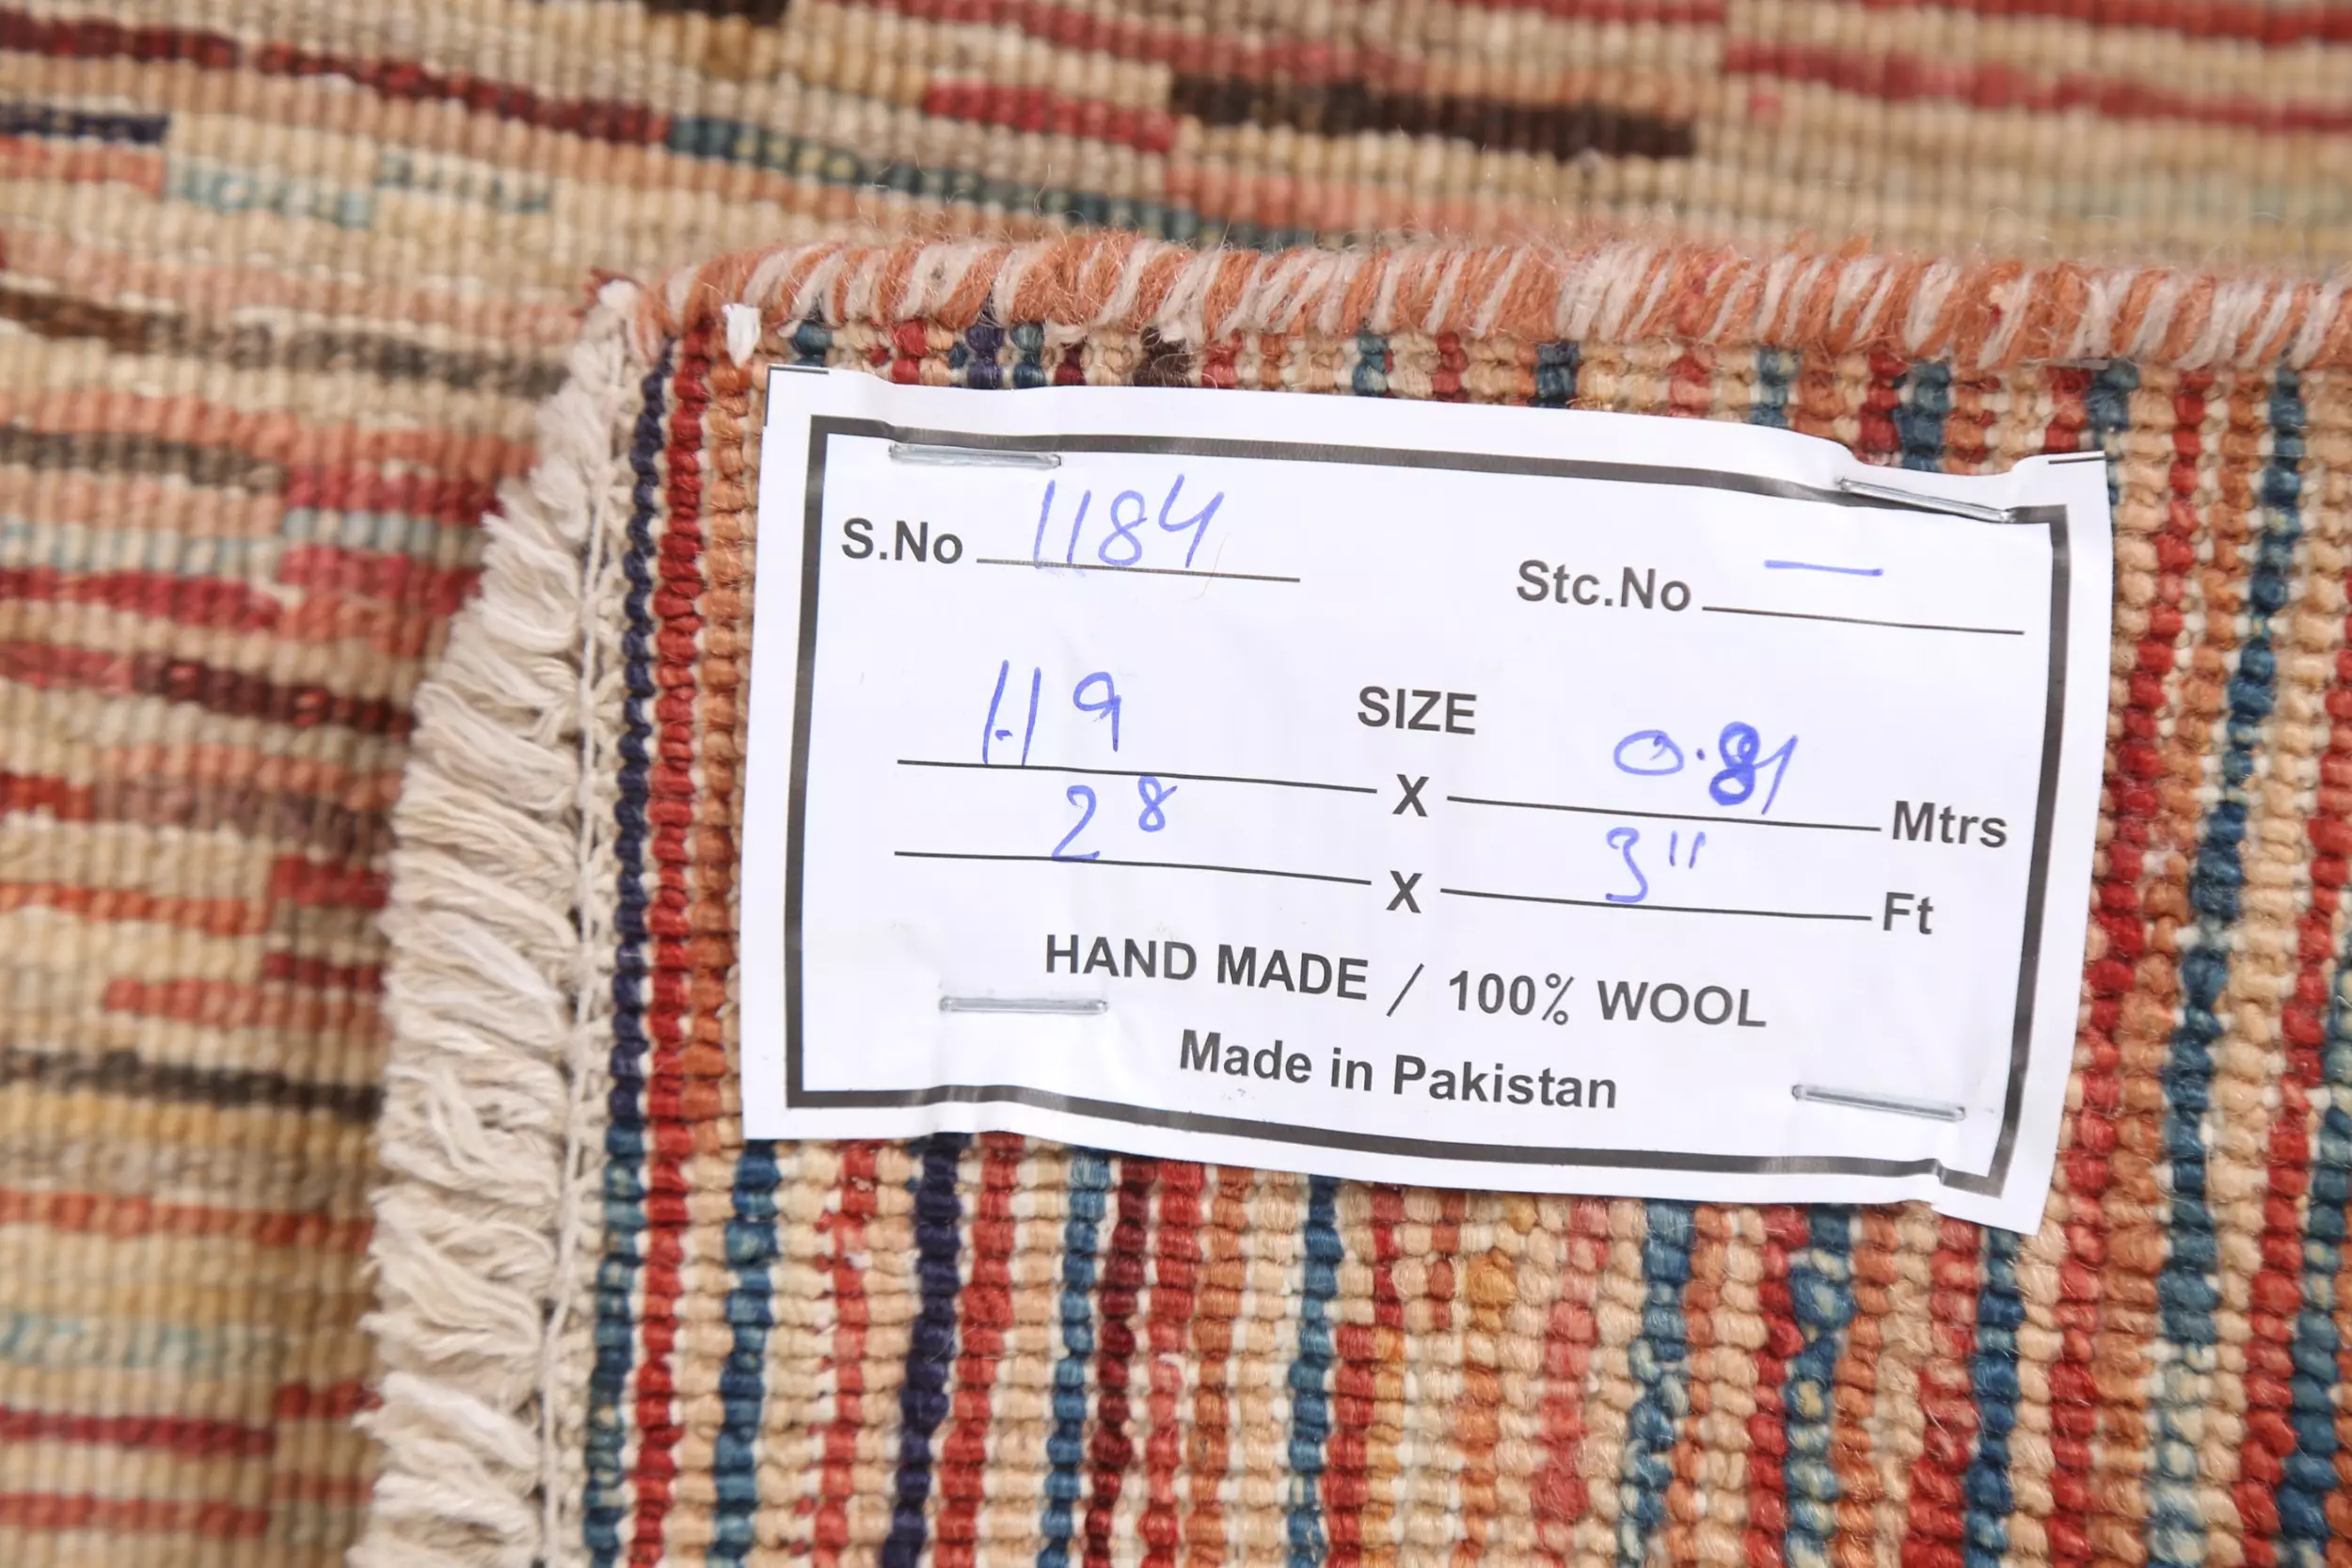 S.No 1184 Stc.No —
SIZE
1.19 X 0.81 Mtrs
2 8 X 3" Ft
HAND MADE / 100% WOOL
Made in Pakistan